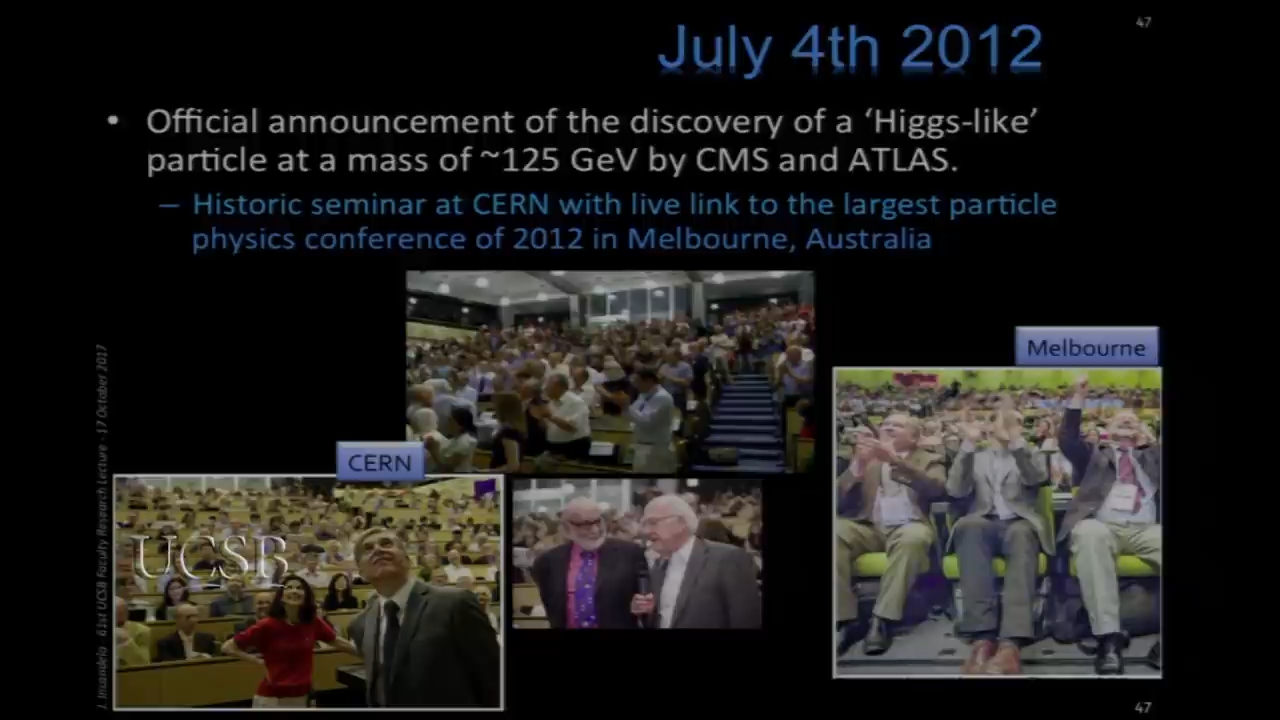 47
July 4th 2012
• Official announcement of the discovery of a ‘Higgs-like’
particle at a mass of ~125 GeV by CMS and ATLAS.
– Historic seminar at CERN with live link to the largest particle
physics conference of 2012 in Melbourne, Australia
Melbourne
CERN
UCSB
J. Incandela - 61st UCSB Faculty Research Lecture - 17 October 2017
47